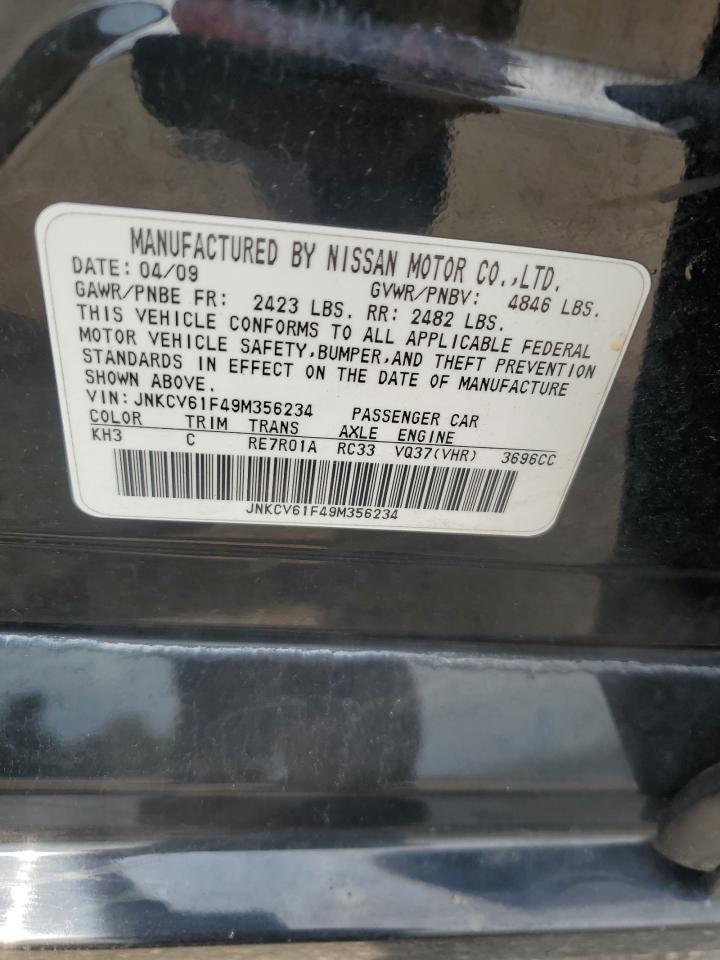 MANUFACTURED BY NISSAN MOTOR CO.,LTD.
DATE: 04/09 GVWR/PNBV: 4846 LBS.
GAWR/PNBE FR: 2423 LBS. RR: 2482 LBS.
THIS VEHICLE CONFORMS TO ALL APPLICABLE FEDERAL
MOTOR VEHICLE SAFETY,BUMPER,AND THEFT PREVENTION
STANDARDS IN EFFECT ON THE DATE OF MANUFACTURE
SHOWN ABOVE.
VIN: JNKCV61F49M356234 PASSENGER CAR
COLOR TRIM TRANS AXLE ENGINE
KH3 C RE7R01A RC33 VQ37(VHR) 3696CC
JNKCV61F49M356234